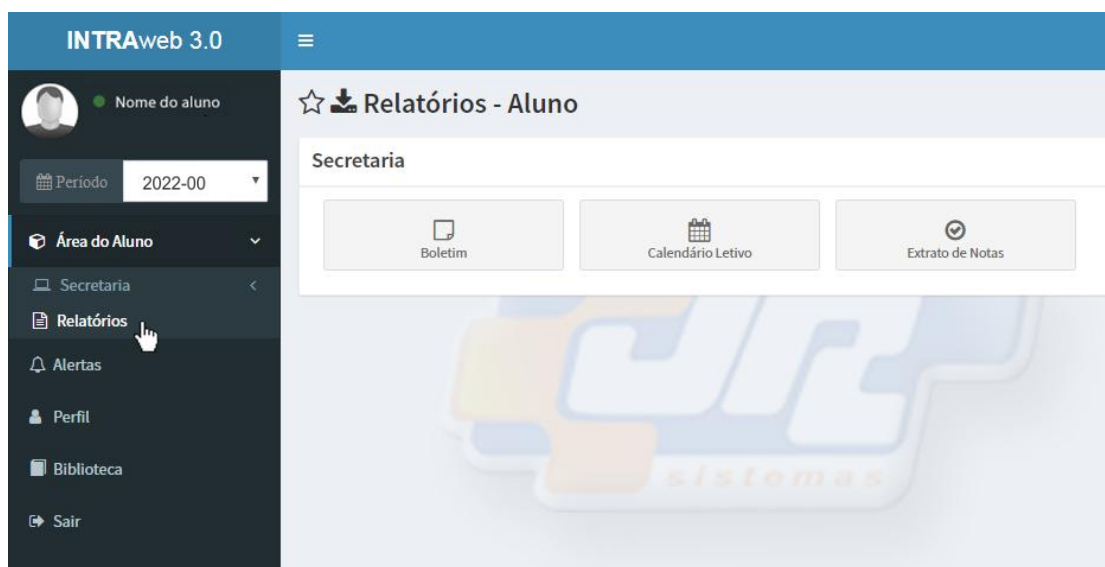 INTRAweb 3.0
Nome do aluno
Período 2022-00
Área do Aluno
Secretaria
Relatórios
Alertas
Perfil
Biblioteca
Sair
Relatórios - Aluno
Secretaria
Boletim
Calendário Letivo
Extrato de Notas
sistemas